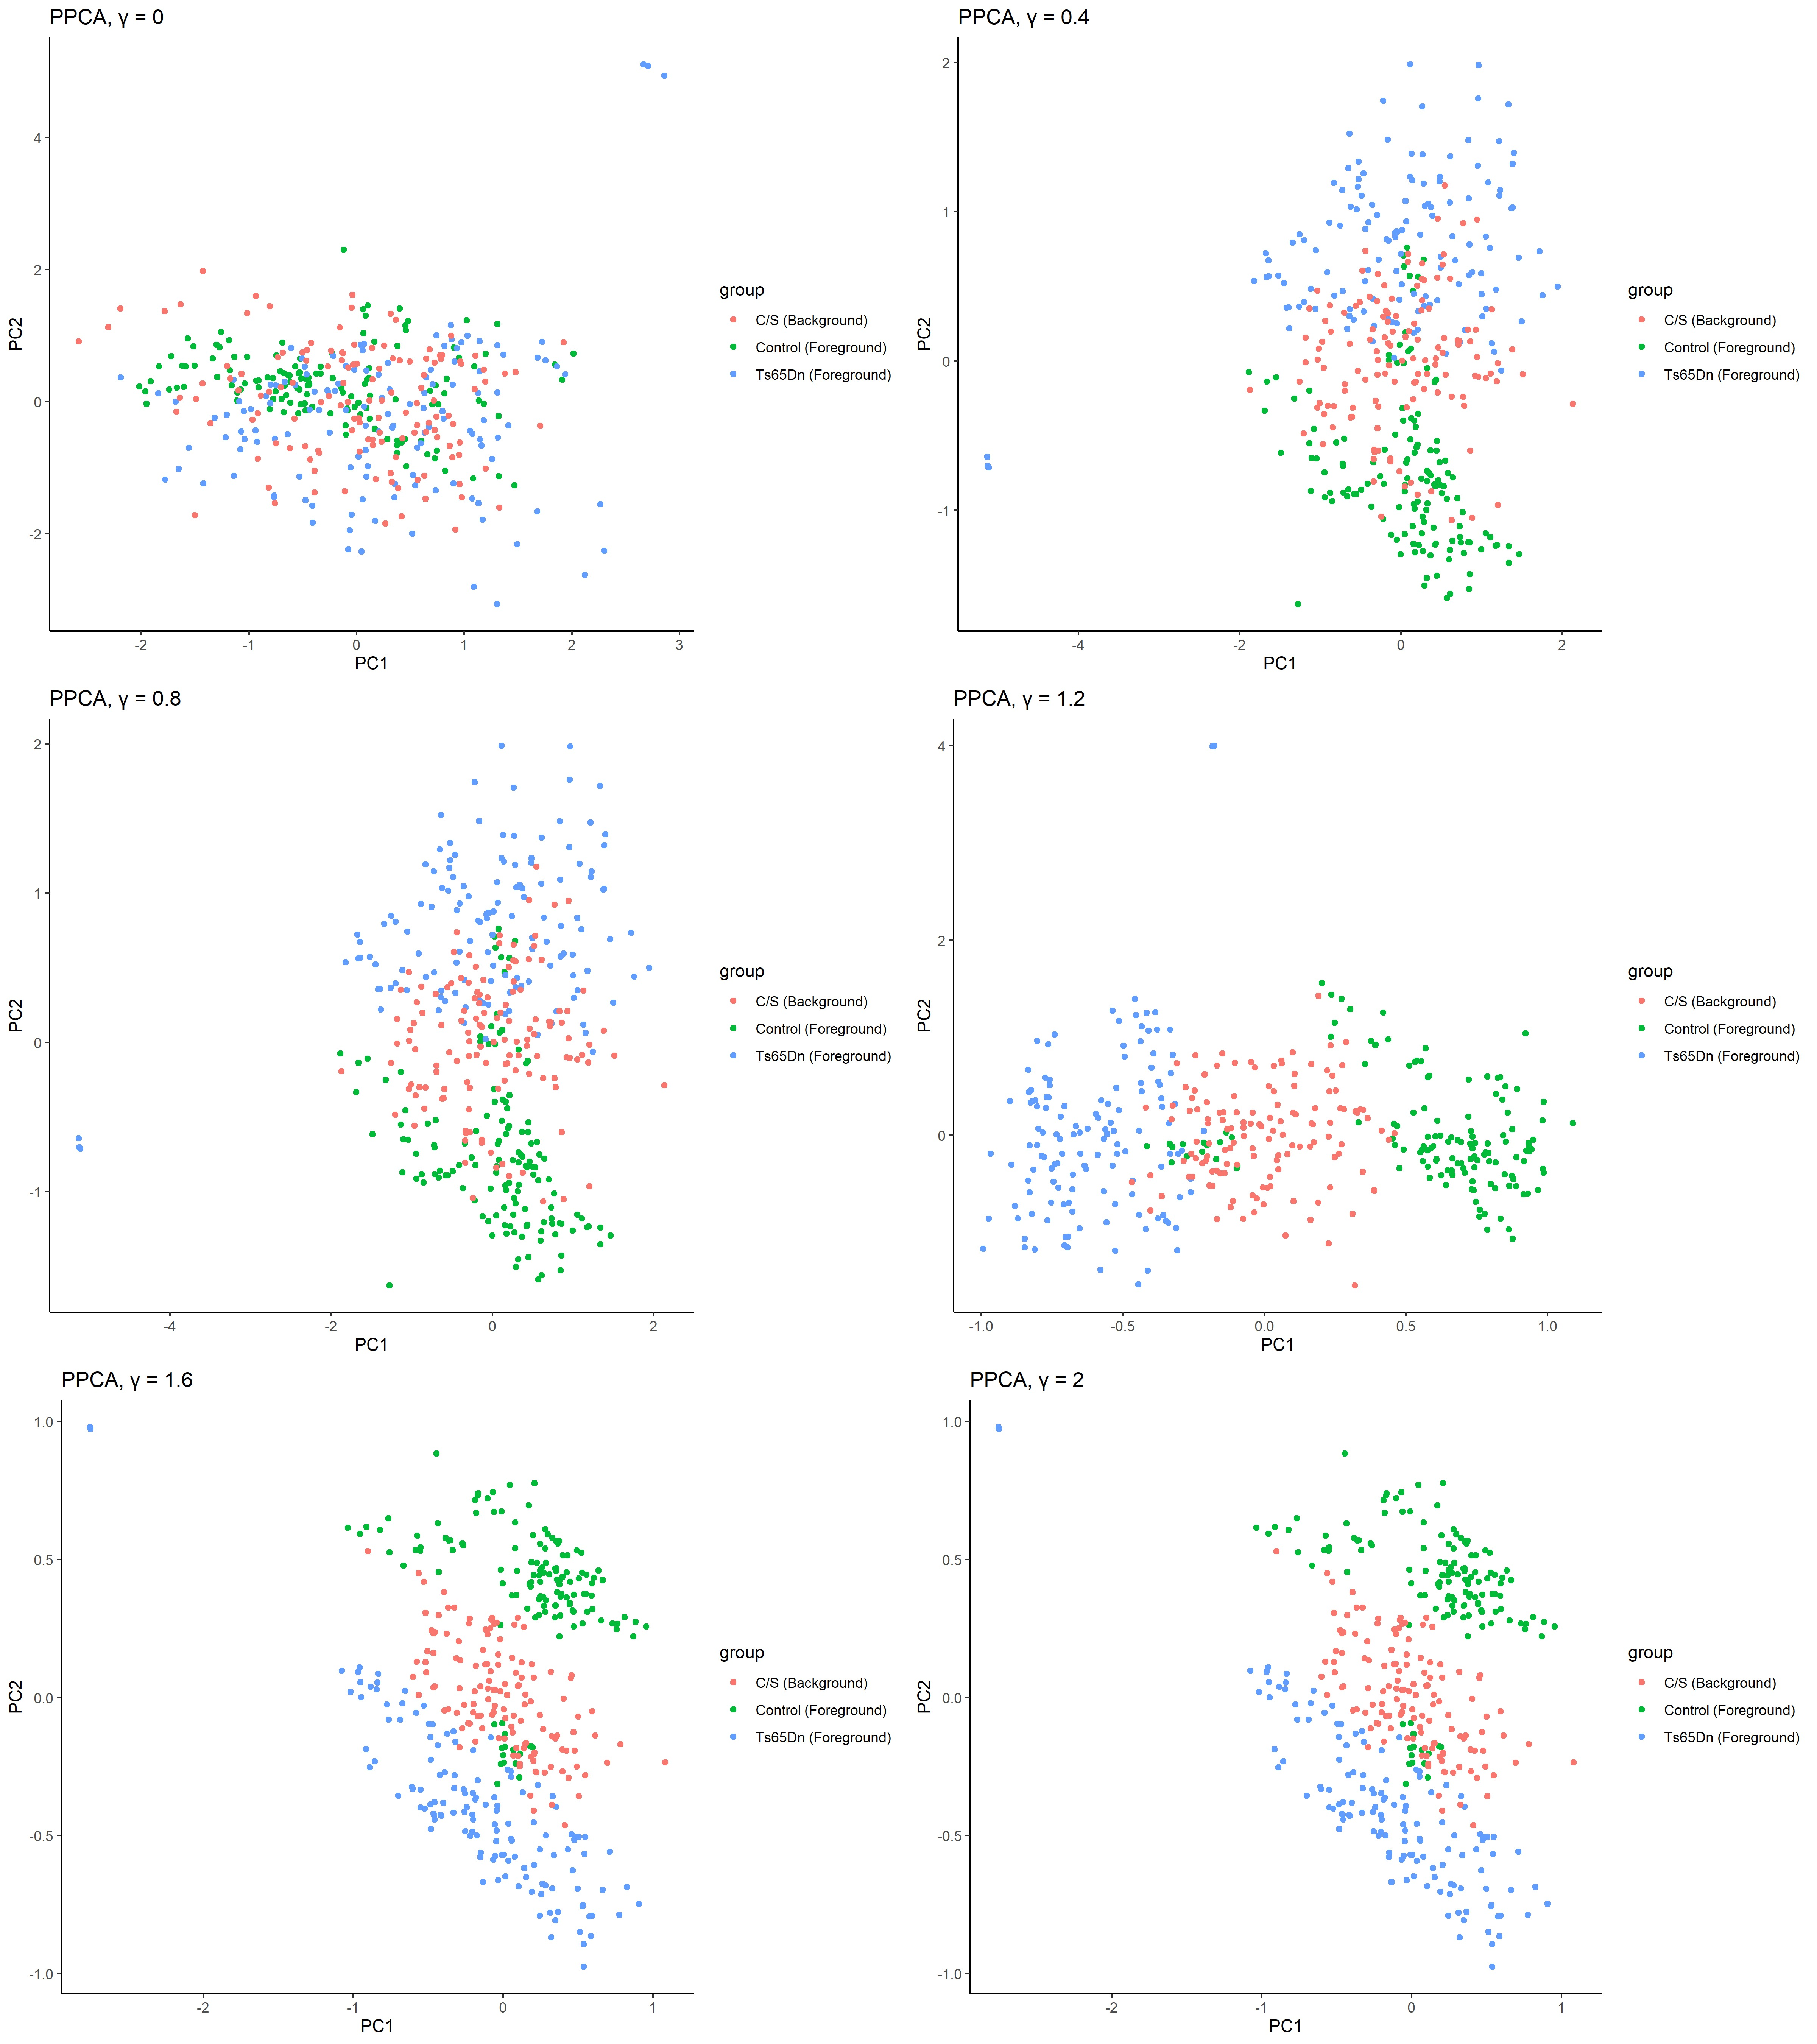 PPCA, γ = 0
4
2
0
-2
PC2
-2
-1
0
1
2
3
PC1
group
C/S (Background)
Control (Foreground)
Ts65Dn (Foreground)
PPCA, γ = 0.4
2
1
0
-1
PC2
-4
-2
0
2
PC1
group
C/S (Background)
Control (Foreground)
Ts65Dn (Foreground)
PPCA, γ = 0.8
2
1
0
-1
PC2
-4
-2
0
2
PC1
group
C/S (Background)
Control (Foreground)
Ts65Dn (Foreground)
PPCA, γ = 1.2
4
2
0
PC2
-1.0
-0.5
0.0
0.5
1.0
PC1
group
C/S (Background)
Control (Foreground)
Ts65Dn (Foreground)
PPCA, γ = 1.6
1.0
0.5
0.0
-0.5
-1.0
PC2
-2
-1
0
1
PC1
group
C/S (Background)
Control (Foreground)
Ts65Dn (Foreground)
PPCA, γ = 2
1.0
0.5
0.0
-0.5
-1.0
PC2
-2
-1
0
1
PC1
group
C/S (Background)
Control (Foreground)
Ts65Dn (Foreground)